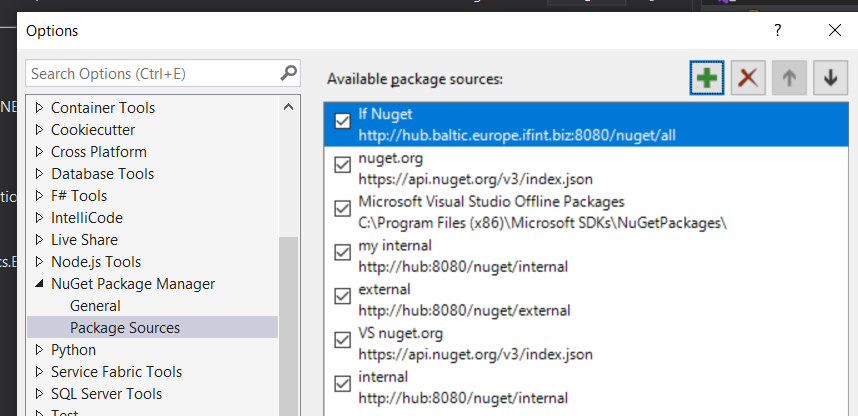 Options
?
Search Options (Ctrl+E)
Container Tools
Cookiecutter
Cross Platform
Database Tools
F# Tools
IntelliCode
Live Share
Node.js Tools
NuGet Package Manager
General
Package Sources
Python
Service Fabric Tools
SQL Server Tools
Test
Available package sources:
If Nuget
http://hub.baltic.europe.ifint.biz:8080/nuget/all
nuget.org
https://api.nuget.org/v3/index.json
Microsoft Visual Studio Offline Packages
C:\Program Files (x86)\Microsoft SDKs\NuGetPackages\
my internal
http://hub:8080/nuget/internal
external
http://hub:8080/nuget/external
VS nuget.org
https://api.nuget.org/v3/index.json
internal
http://hub:8080/nuget/internal